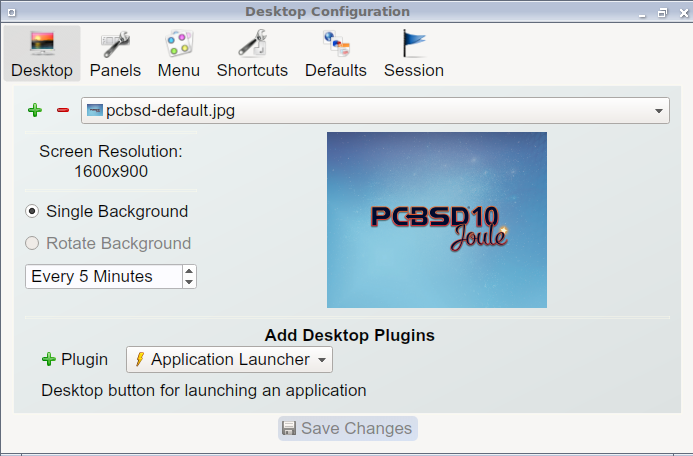 Desktop Configuration
Desktop Panels Menu Shortcuts Defaults Session
pcbsd-default.jpg
Screen Resolution:
1600x900
Single Background
Rotate Background
Every 5 Minutes
PCBSD10
Joule
Add Desktop Plugins
Plugin Application Launcher
Desktop button for launching an application
Save Changes